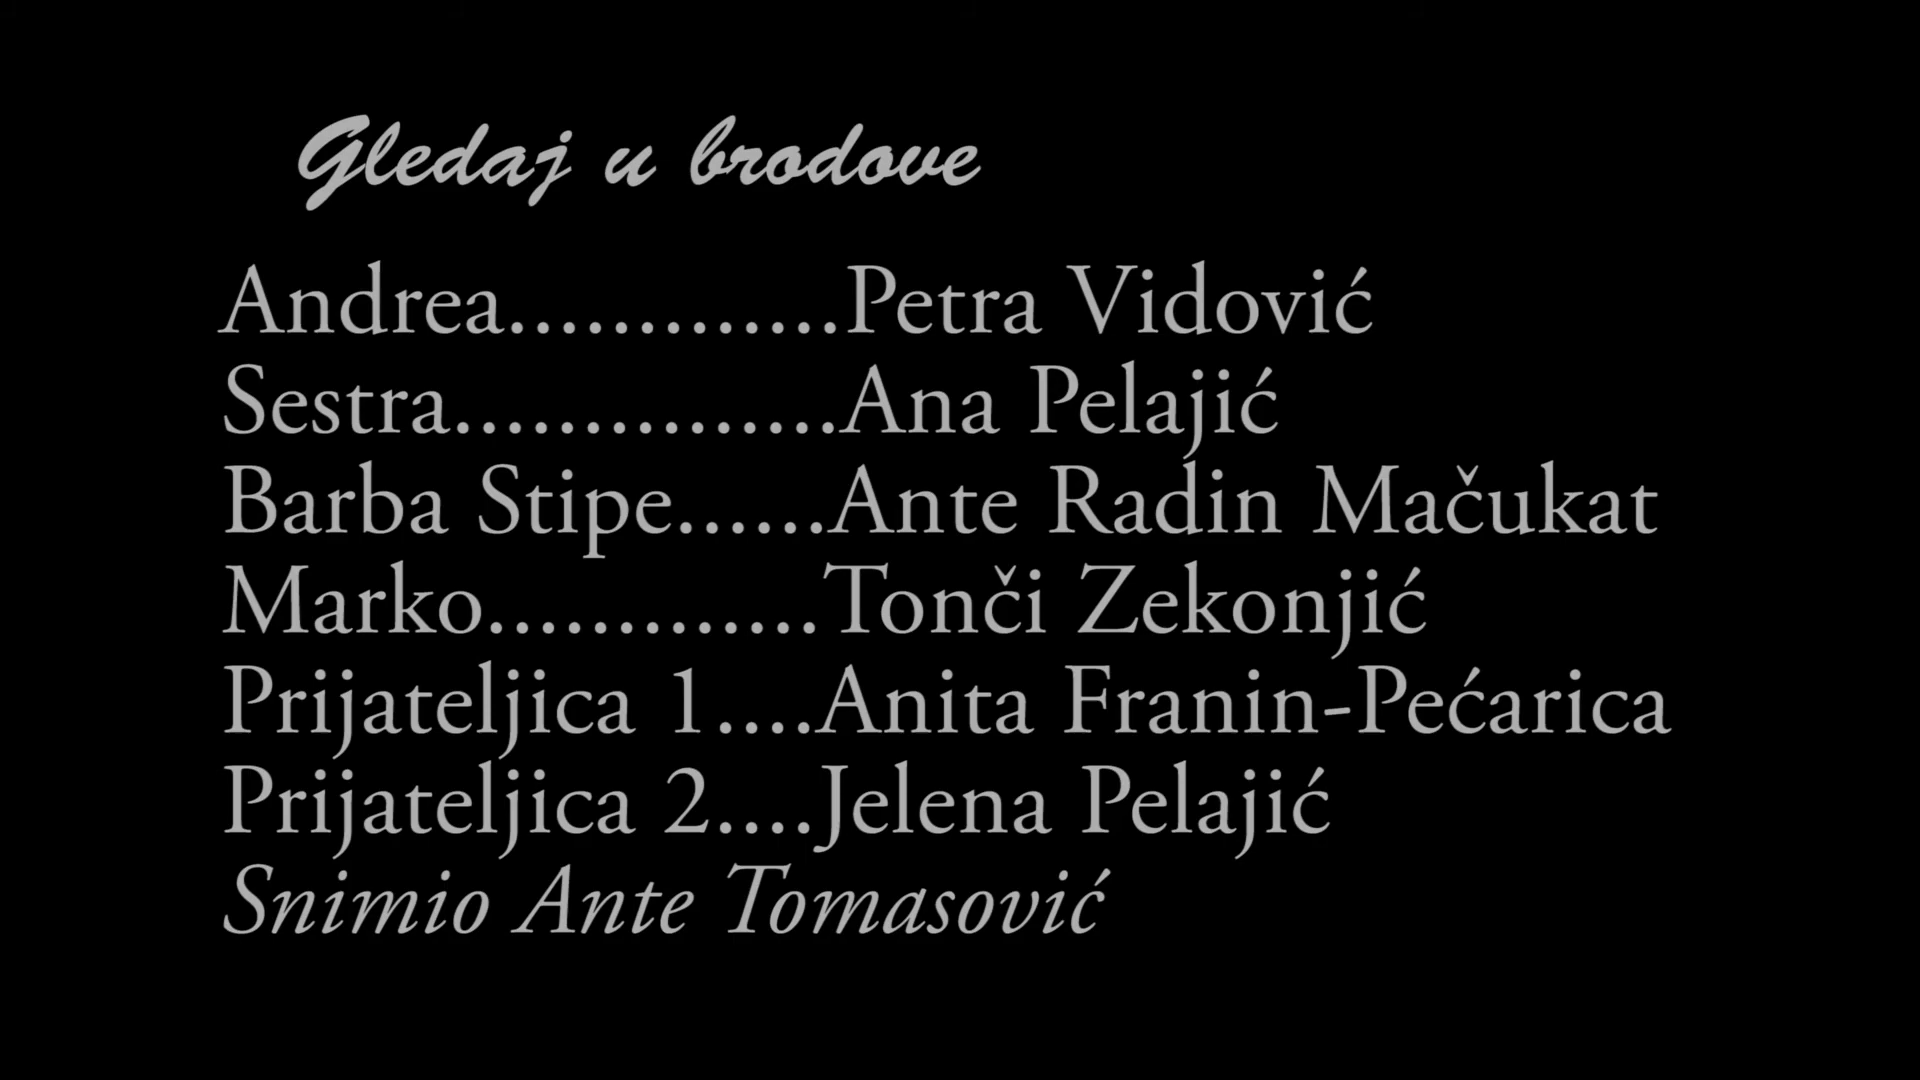 Gledaj u brodove
Andrea.............Petra Vidović
Sestra...............Ana Pelajić
Barba Stipe......Ante Radin Mačukat
Marko.............Tonči Zekonjić
Prijateljica 1....Anita Franin-Pećarica
Prijateljica 2....Jelena Pelajić
Snimio Ante Tomasović